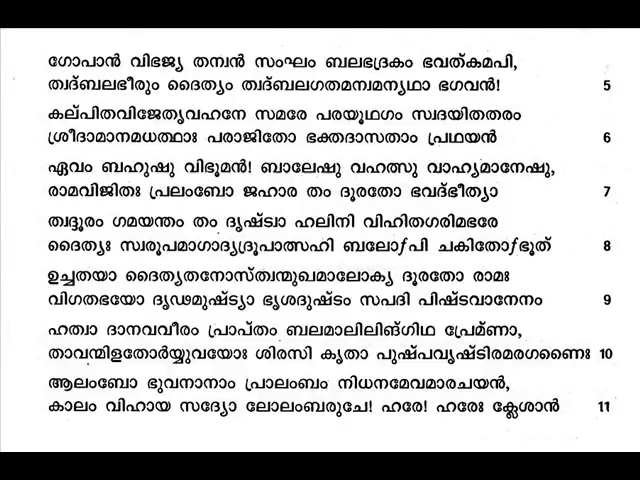 ഗോപാൻ വിഭജ്യ തന്വൻ സംഘം ബലഭദ്രകം ഭവത്കമപി,
ത്വദ്ബലഭീരും ദൈത്യം ത്വദ്ബലഗതമന്വമന്യഥാ ഭഗവൻ! 5
കല്പിതവിജേതൃവഹനേ സമരേ പരയൂഥഗം സ്വദയിതതരം
ശ്രീദാമാനമധത്ഥാഃ പരാജിതോ ഭക്തദാസതാം പ്രഥയൻ 6
ഏവം ബഹുഷു വിഭൂമൻ! ബാലേഷു വഹത്സു വാഹ്യമാനേഷു,
രാമവിജിതഃ പ്രലംബോ ജഹാര തം ദൂരതോ ഭവദ്ഭീത്യാ 7
ത്വദ്ദൂരം ഗമയന്തം തം ദൃഷ്ട്വാ ഹലിനി വിഹിതഗരിമഭരേ
ദൈത്യഃ സ്വരൂപമാഗാദ്യദ്രൂപാത്സഹി ബലോƒപി ചകിതോƒഭൂത് 8
ഉച്ചതയാ ദൈത്യതനോസ്ത്വന്മുഖമാലോക്യ ദൂരതോ രാമഃ
വിഗതഭയോ ദൃഢമുഷ്ട്യാ ഭൃശദുഷ്ടം സപദി പിഷ്ടവാനേനം 9
ഹത്വാ ദാനവവീരം പ്രാപ്തം ബലമാലിലിങ്ഗിഥ പ്രേമ്ണാ,
താവന്മിളതോർയ്യുവയോഃ ശിരസി കൃതാ പുഷ്പവൃഷ്ടിരമരഗണൈഃ 10
ആലംബോ ഭുവനാനാം പ്രാലംബം നിധനമേവമാരചയൻ,
കാലം വിഹായ സദ്യോ ലോലംബരുചേ! ഹരേ! ഹരേഃ ക്ലേശാൻ 11